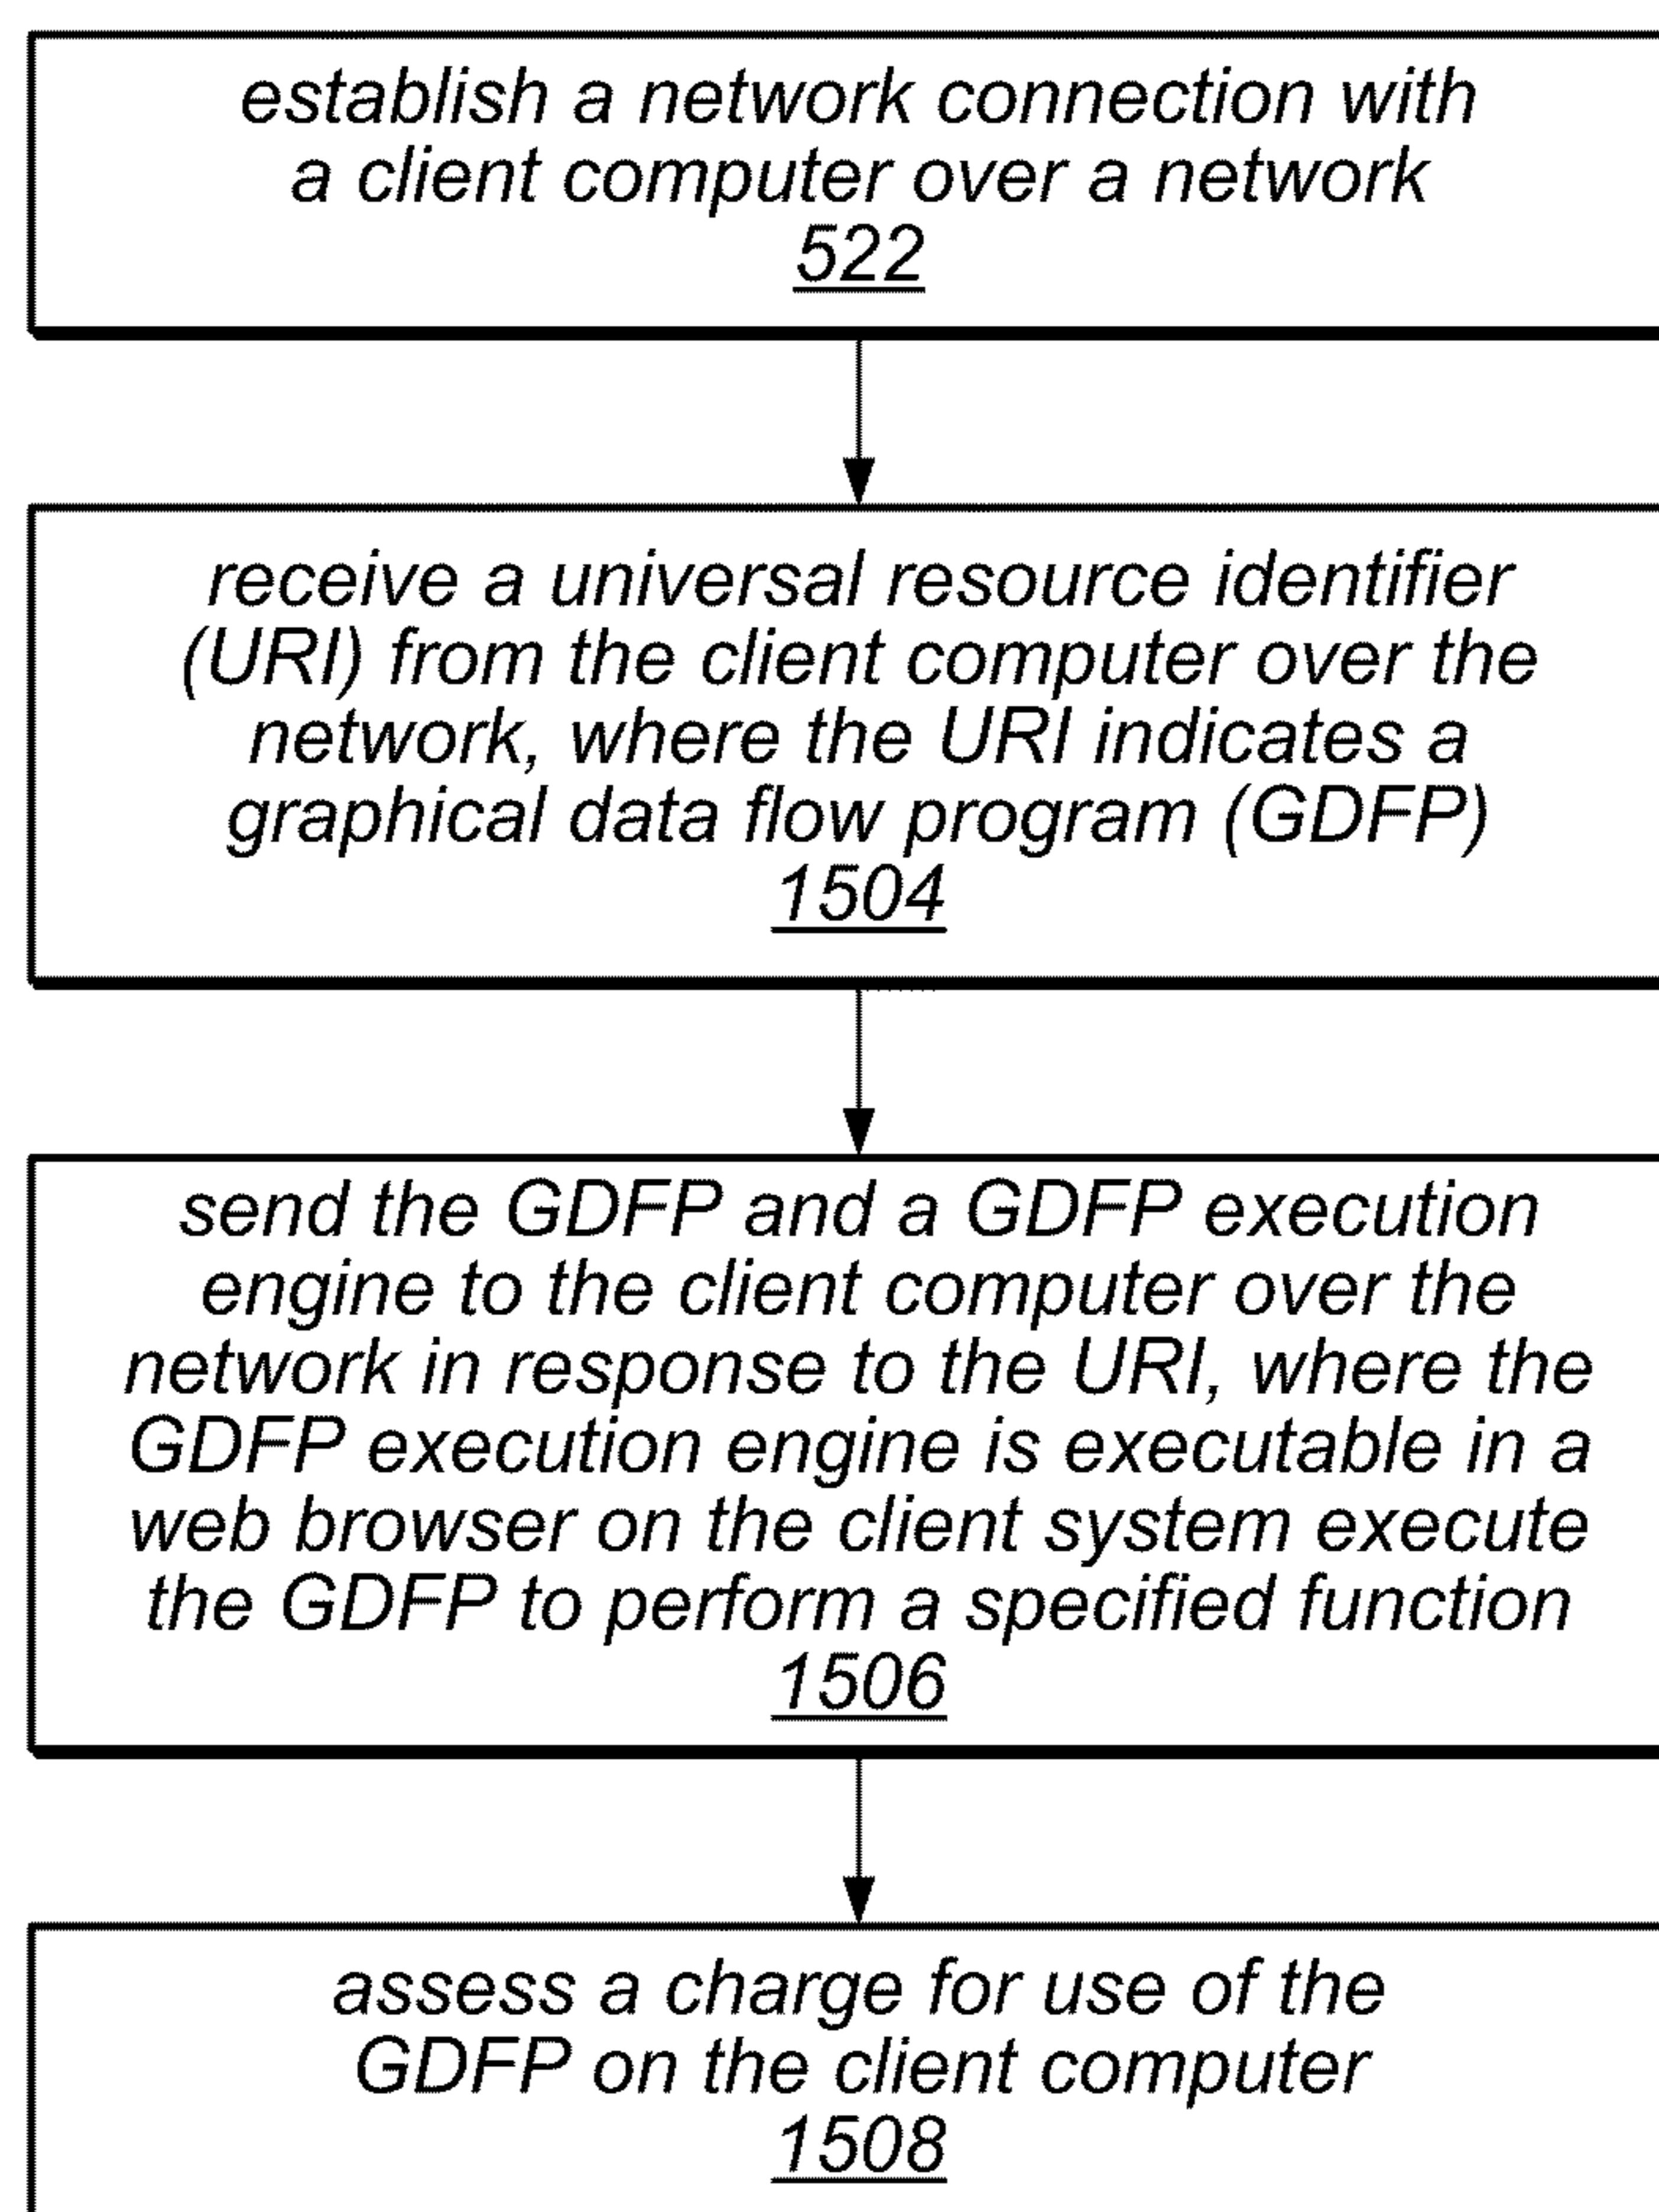 establish a network connection with
a client computer over a network
522
receive a universal resource identifier
(URI) from the client computer over the
network, where the URI indicates a
graphical data flow program (GDFP)
1504
send the GDFP and a GDFP execution
engine to the client computer over the
network in response to the URI, where the
GDFP execution engine is executable in a
web browser on the client system execute
the GDFP to perform a specified function
1506
assess a charge for use of the
GDFP on the client computer
1508